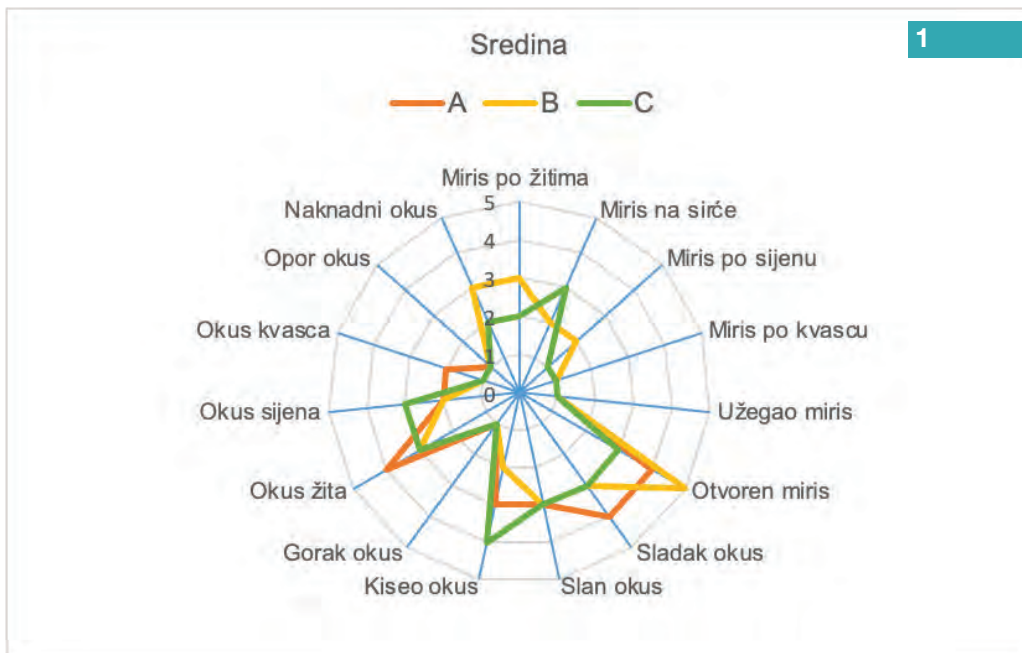 Sredina
1
A B C
Miris po žitima
Naknadni okus
Miris na sirće
Opor okus
Miris po sijenu
Okus kvasca
Miris po kvascu
Okus sijena
Užegao miris
Okus žita
Otvoren miris
Gorak okus
Sladak okus
Kiseo okus
Slan okus
5
4
3
2
1
0